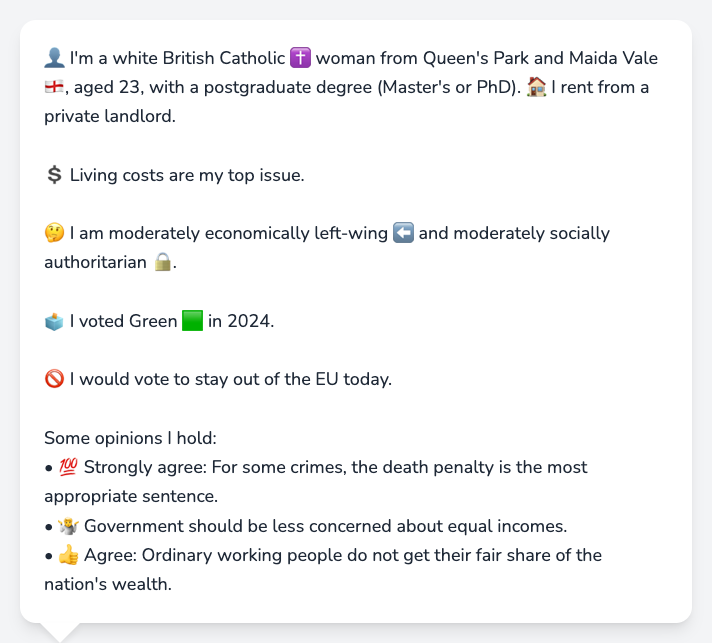 👤 I'm a white British Catholic ✝️ woman from Queen's Park and Maida Vale
🏴󠁧󠁢󠁥󠁮󠁧󠁿, aged 23, with a postgraduate degree (Master's or PhD). 🏠 I rent from a
private landlord.
💲 Living costs are my top issue.
🤔 I am moderately economically left-wing ⬅️ and moderately socially
authoritarian 🔒.
🗳️ I voted Green 🟩 in 2024.
🚫 I would vote to stay out of the EU today.
Some opinions I hold:
• 💯 Strongly agree: For some crimes, the death penalty is the most
appropriate sentence.
• 🤷 Government should be less concerned about equal incomes.
• 👍 Agree: Ordinary working people do not get their fair share of the
nation's wealth.